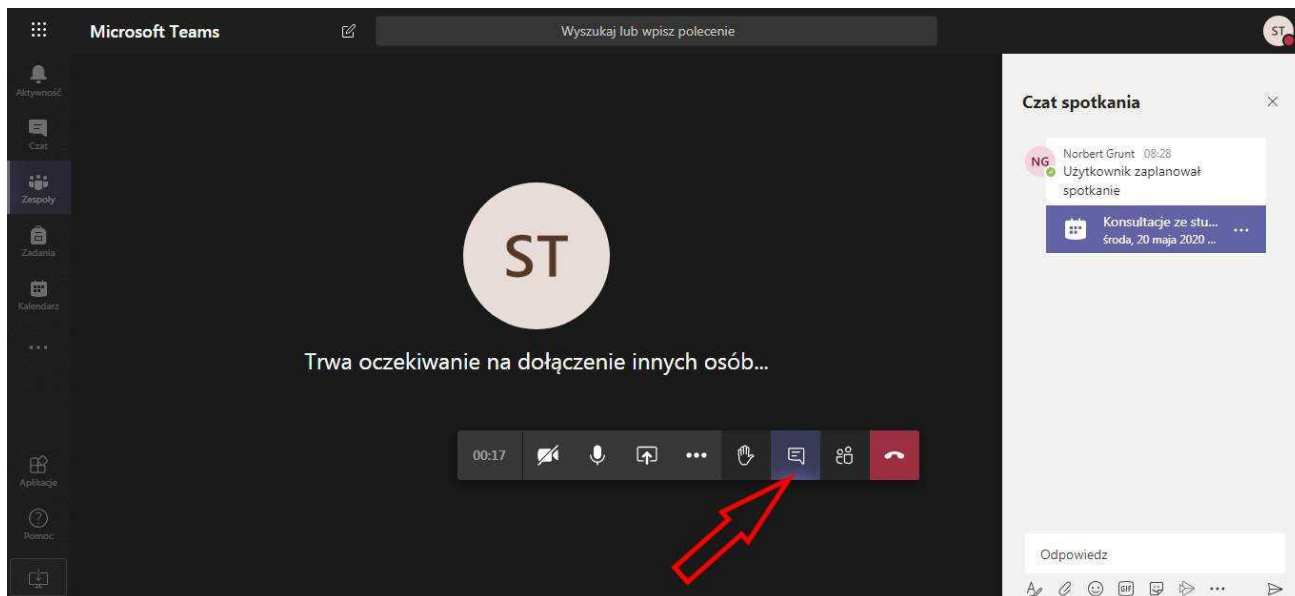 Microsoft Teams
Wyszukaj lub wpisz polecenie
ST
Aktywność
Czat
Zespoły
Zadania
Kalendarz
Aplikacje
Pomoc
ST
Trwa oczekiwanie na dołączenie innych osób...
00:17
Czat spotkania
NG
Norbert Grunt 08:28
Użytkownik zaplanował
spotkanie
Konsultacje ze stu...
środa, 20 maja 2020 ...
Odpowiedz
GIF